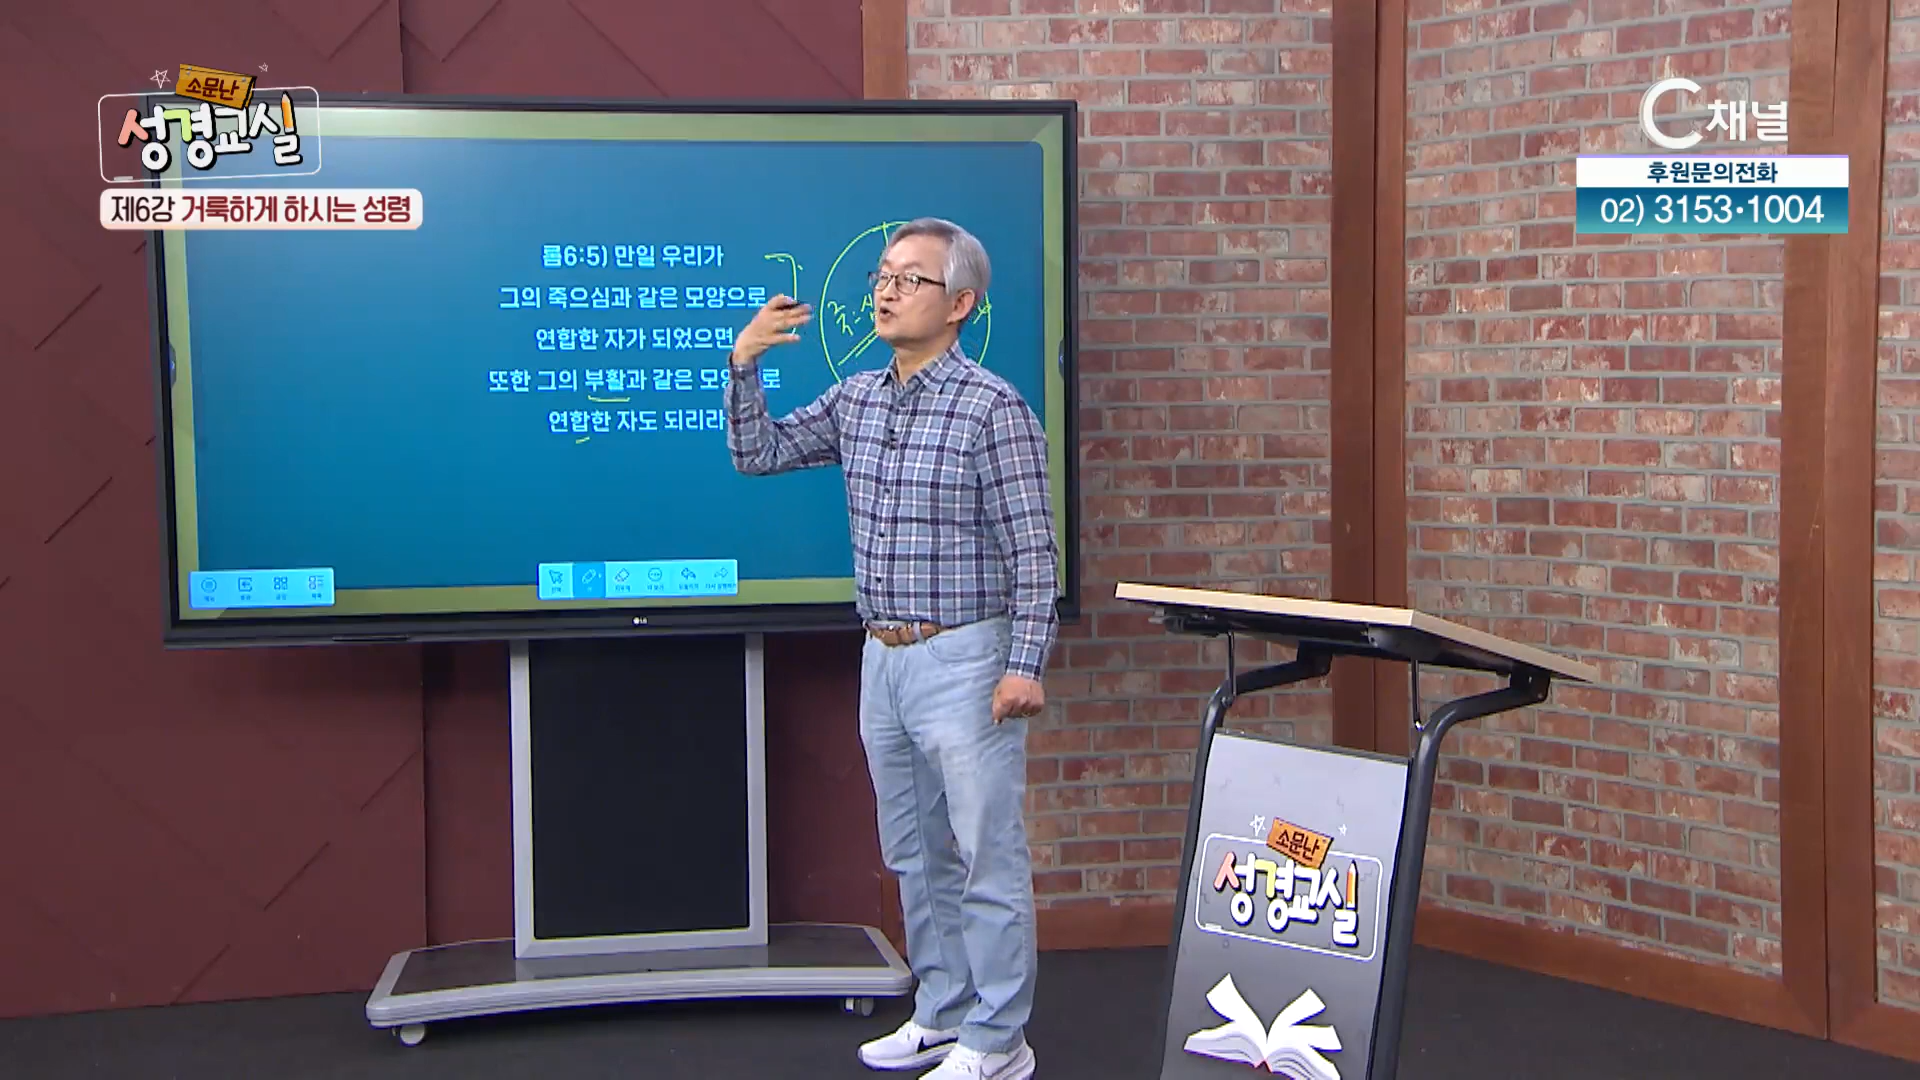 소문난
성경교실
제6강 거룩하게 하시는 성령
C채널
후원문의전화
02) 3153·1004
롬6:5) 만일 우리가
그의 죽으심과 같은 모양으로
연합한 자가 되었으면
또한 그의 부활과 같은 모양으로
연합한 자도 되리라
죽으심
LG
소문난
성경교실